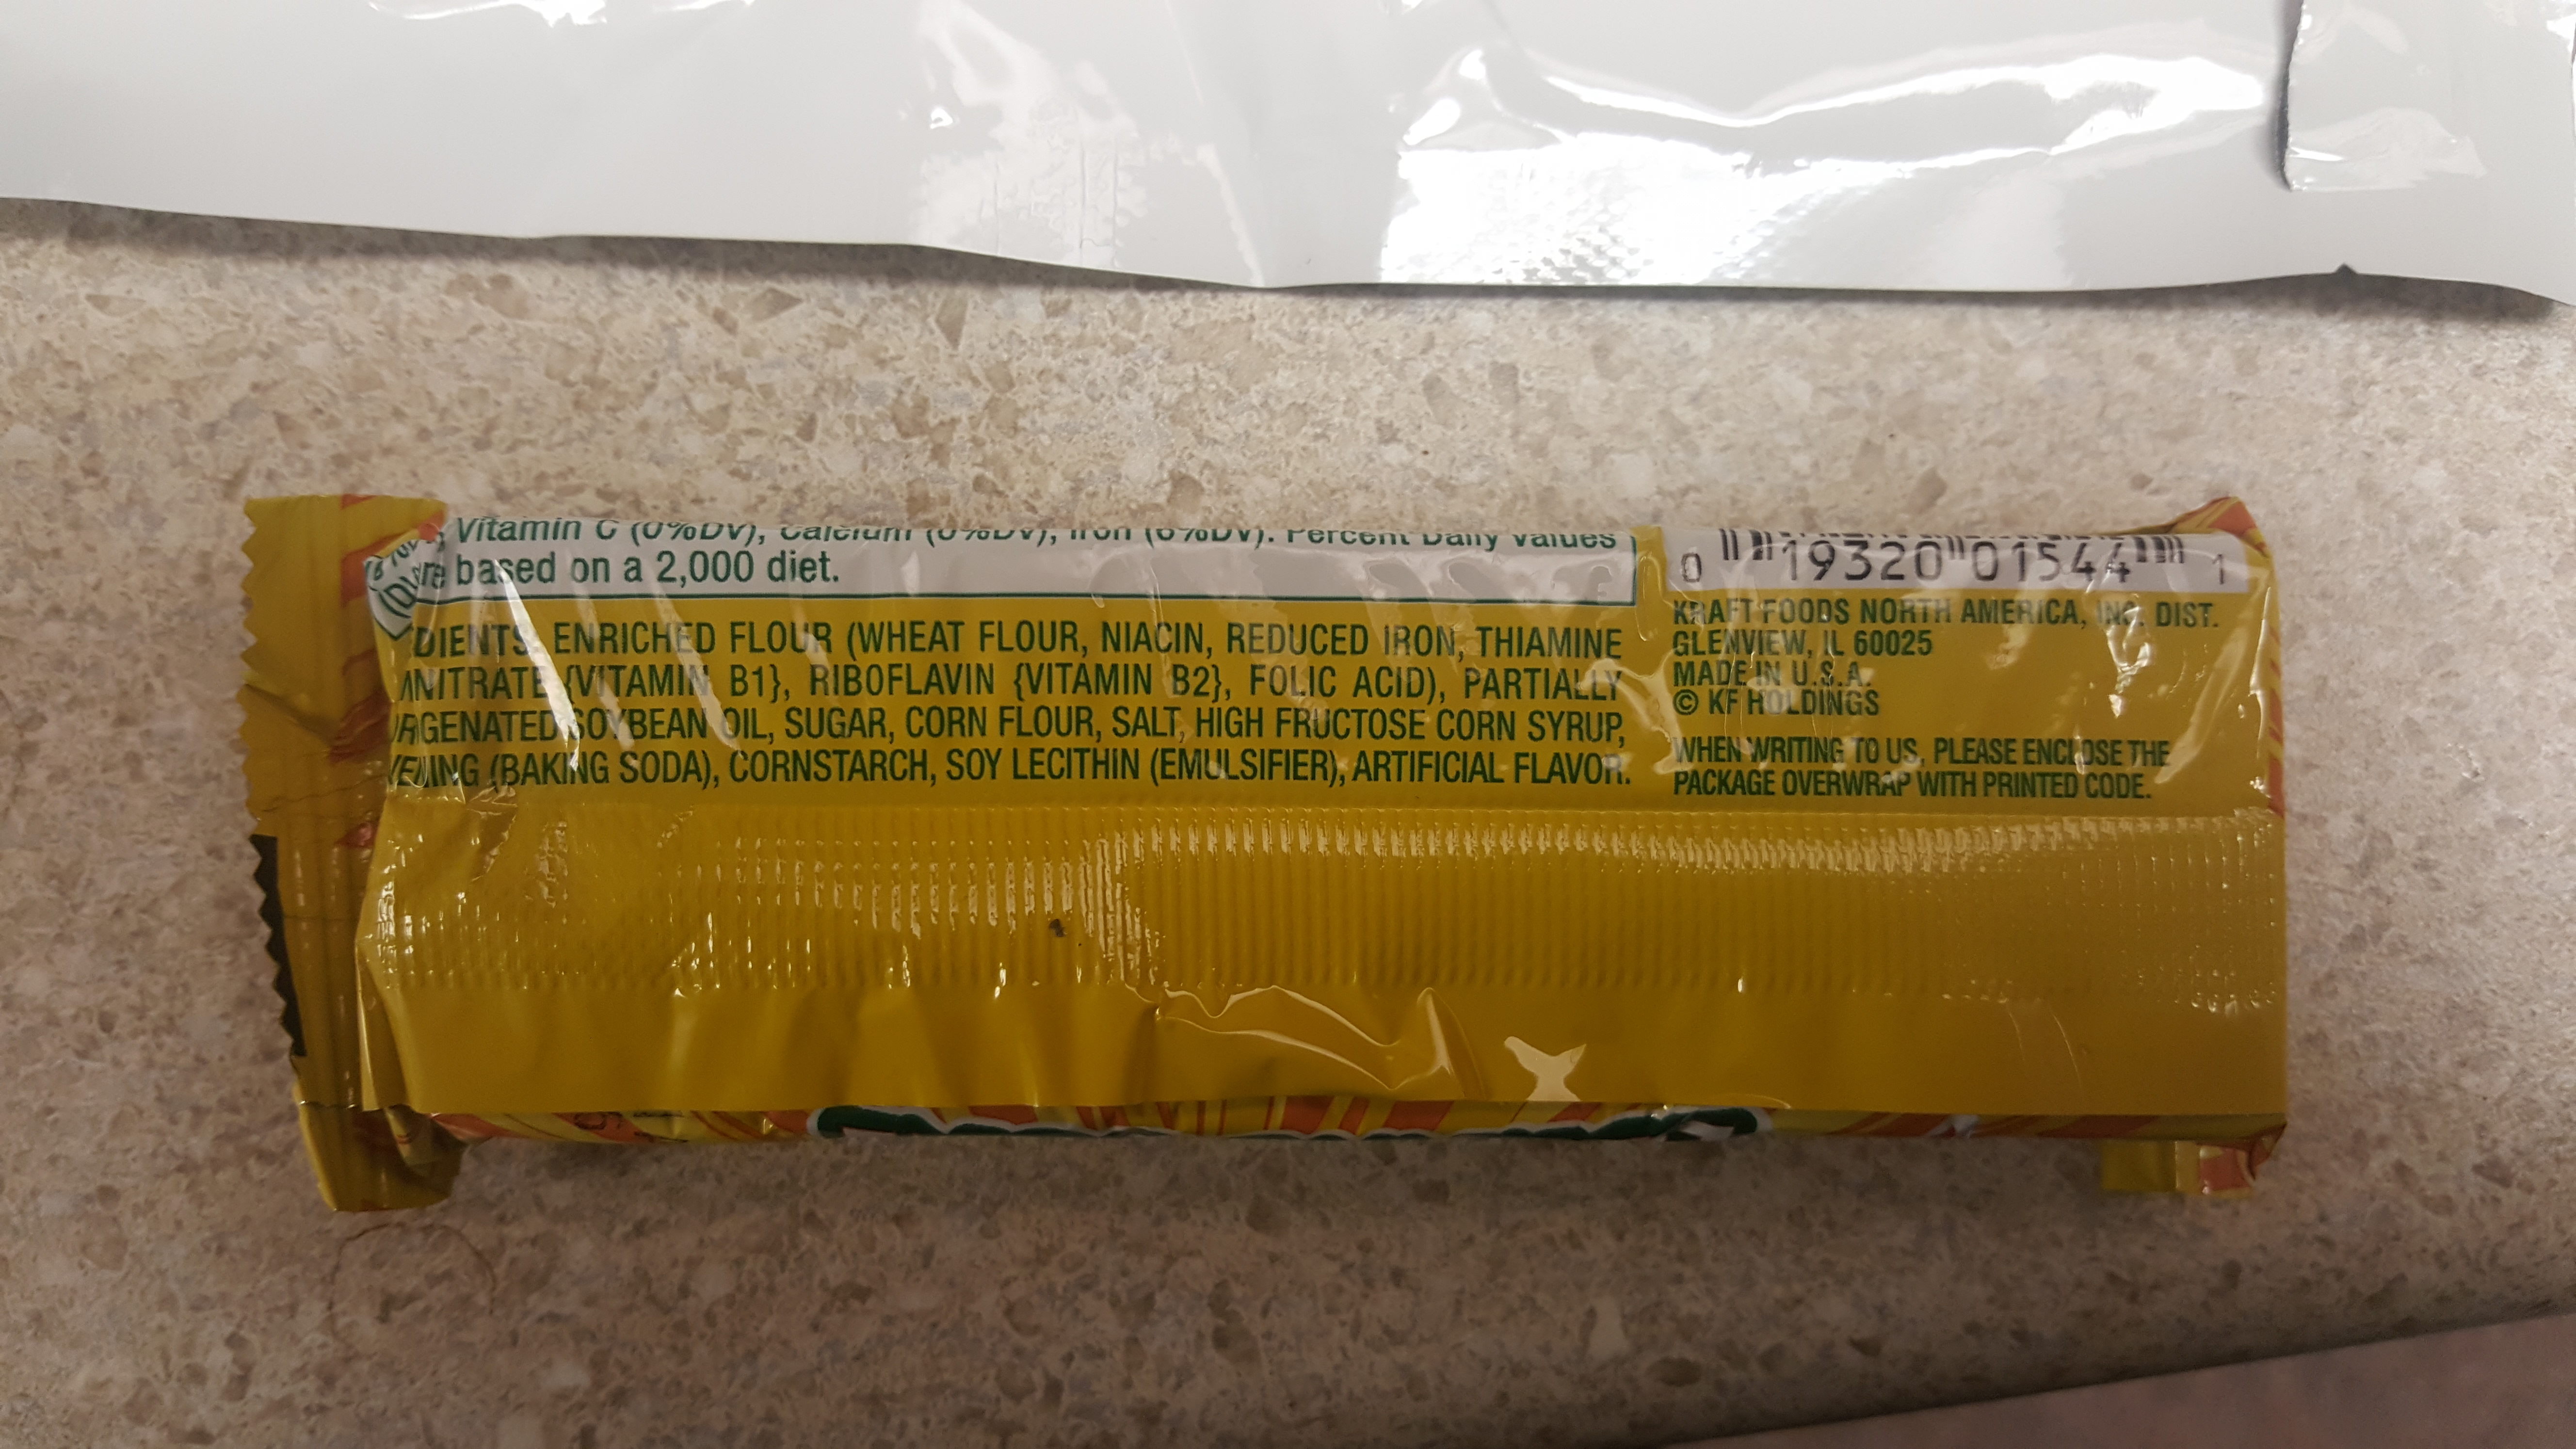 Vitamin C (0%DV), Calcium (0%DV), Iron (6%DV). Percent Daily Values
are based on a 2,000 diet.
DIENTS: ENRICHED FLOUR (WHEAT FLOUR, NIACIN, REDUCED IRON, THIAMINE
NITRATE {VITAMIN B1}, RIBOFLAVIN {VITAMIN B2}, FOLIC ACID), PARTIALLY
RGENATED SOYBEAN OIL, SUGAR, CORN FLOUR, SALT, HIGH FRUCTOSE CORN SYRUP,
VENING (BAKING SODA), CORNSTARCH, SOY LECITHIN (EMULSIFIER), ARTIFICIAL FLAVOR.
0 19320 01544 1
KRAFT FOODS NORTH AMERICA, INC. DIST.
GLENVIEW, IL 60025
MADE IN U.S.A.
© KF HOLDINGS
WHEN WRITING TO US, PLEASE ENCLOSE THE
PACKAGE OVERWRAP WITH PRINTED CODE.